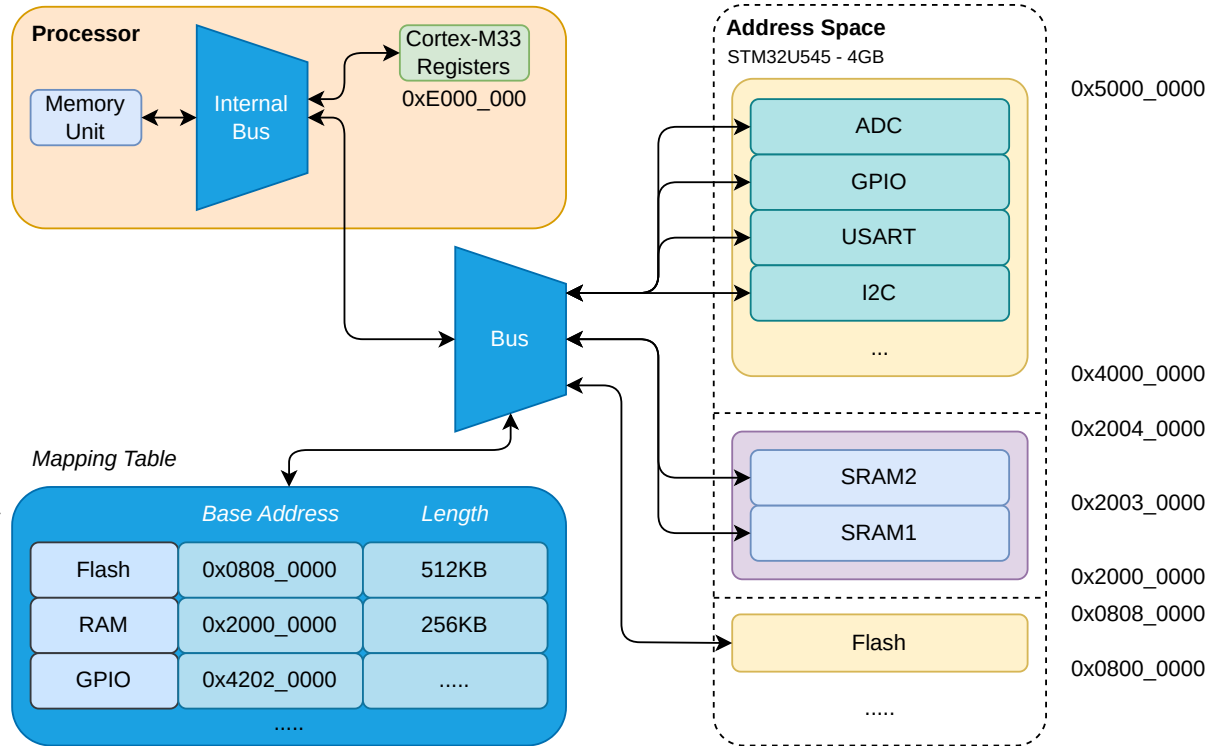 Processor
Memory
Unit
Internal
Bus
Cortex-M33
Registers
0xE000_000
Bus
Mapping Table
Base Address
Length
Flash
0x0808_0000
512KB
RAM
0x2000_0000
256KB
GPIO
0x4202_0000
.....
.....
Address Space
STM32U545 - 4GB
ADC
GPIO
USART
I2C
...
SRAM2
SRAM1
Flash
.....
0x5000_0000
0x4000_0000
0x2004_0000
0x2003_0000
0x2000_0000
0x0808_0000
0x0800_0000